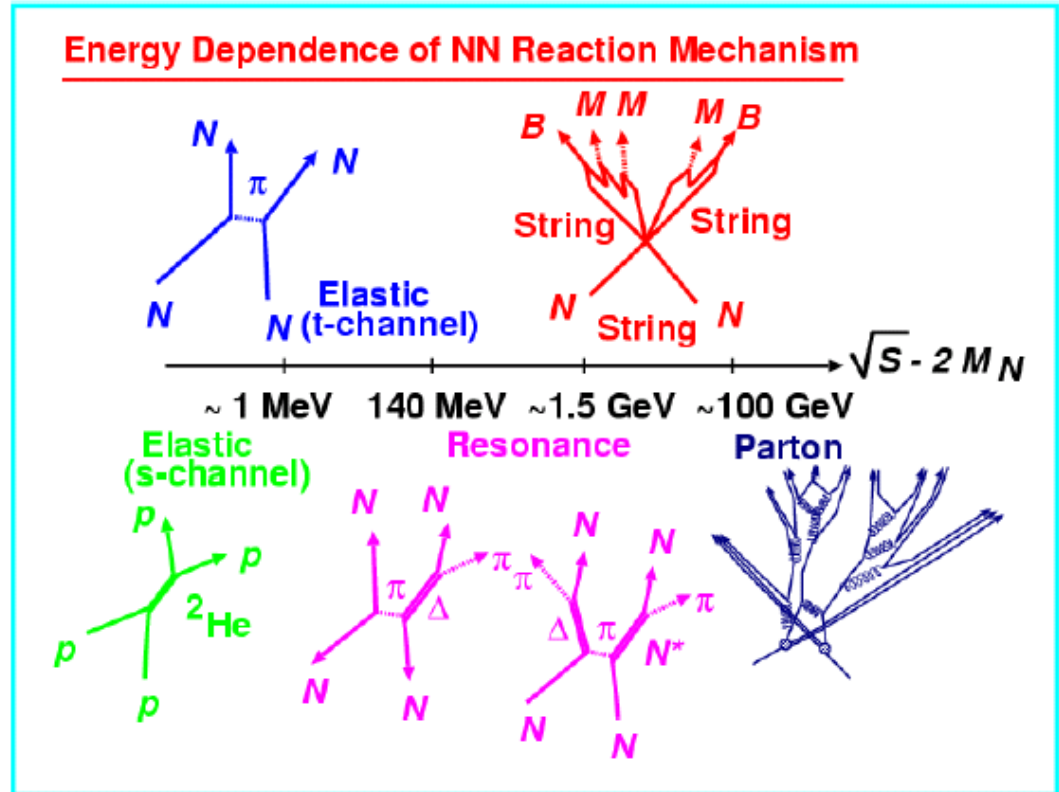 Energy Dependence of NN Reaction Mechanism
N
π
N
N
N
Elastic
(t-channel)
B
M
M
M
B
String
String
N
String
N
√S - 2 M N
~ 1 MeV
140 MeV
~1.5 GeV
~100 GeV
Elastic
(s-channel)
p
p
2He
p
p
Resonance
N
N
π
π
Δ
N
N
N
N
π
π
Δ
π
N*
N
N
Parton